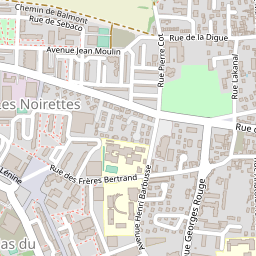 Chemin de Balmont
Rue de Sebaco
Avenue Jean Moulin
Rue de la Digue
Rue Pierre Cot
Rue Lakanal
Les Noirettes
Rue
Lénine
Rue des Frères Bertrand
Avenue Henri Barbusse
Rue Georges Rouge
as du